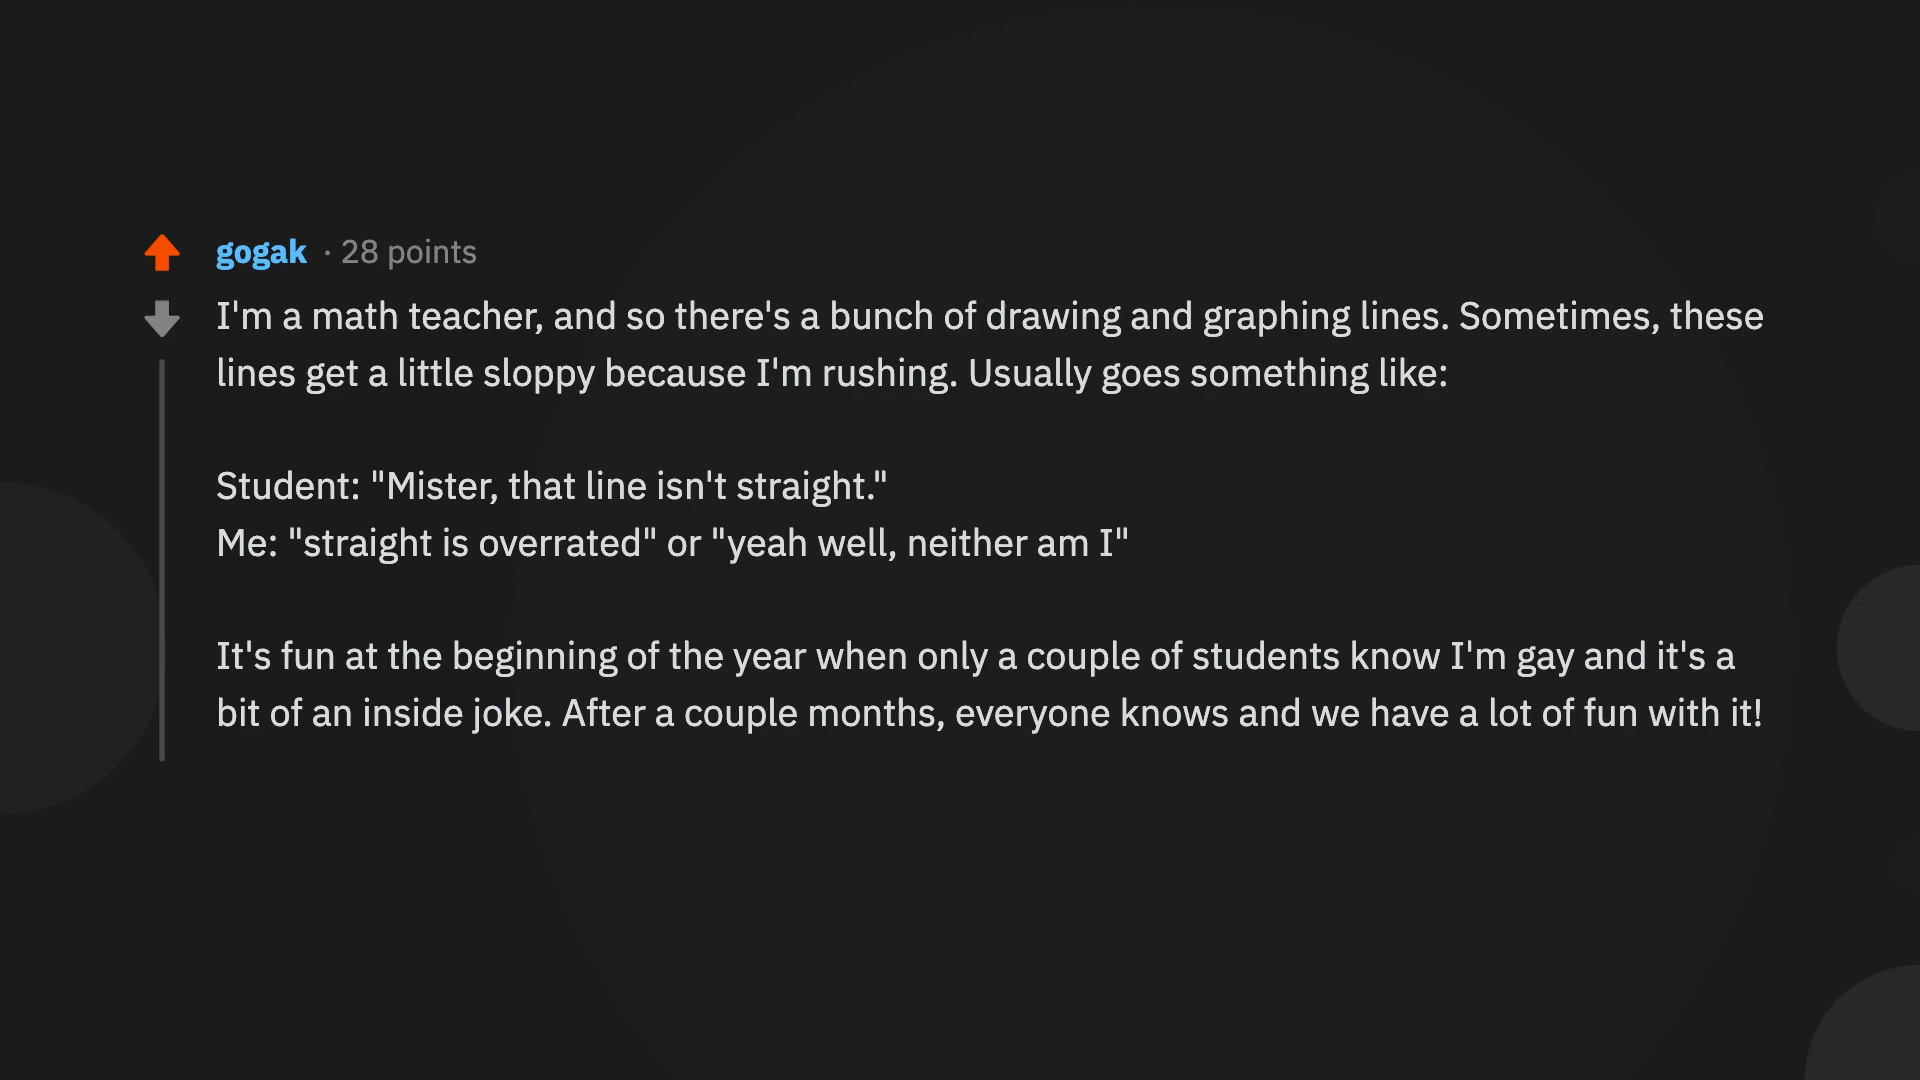 gogak · 28 points
I'm a math teacher, and so there's a bunch of drawing and graphing lines. Sometimes, these
lines get a little sloppy because I'm rushing. Usually goes something like:
Student: "Mister, that line isn't straight."
Me: "straight is overrated" or "yeah well, neither am I"
It's fun at the beginning of the year when only a couple of students know I'm gay and it's a
bit of an inside joke. After a couple months, everyone knows and we have a lot of fun with it!